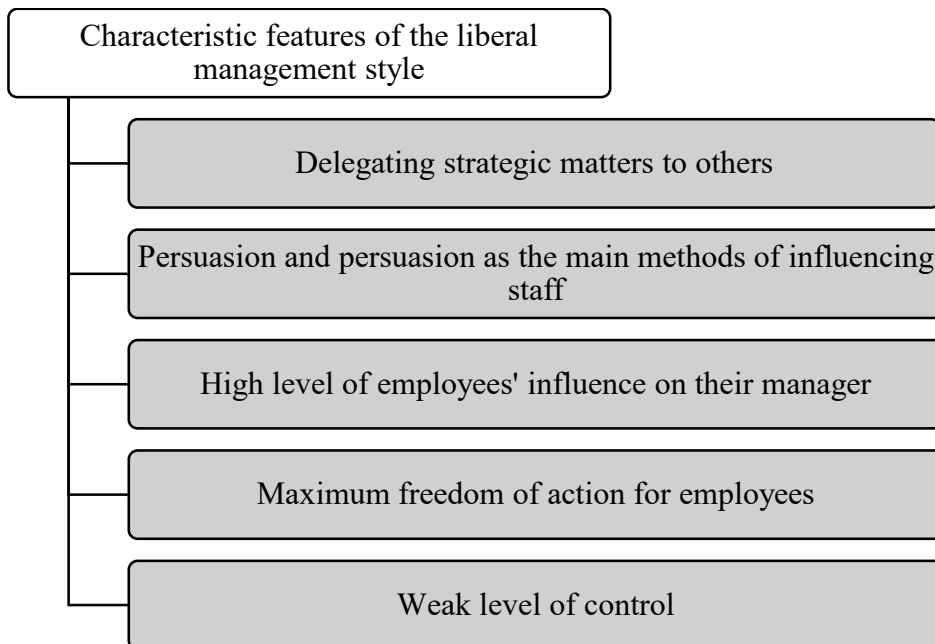 Characteristic features of the liberal
management style
Delegating strategic matters to others
Persuasion and persuasion as the main methods of influencing
staff
High level of employees' influence on their manager
Maximum freedom of action for employees
Weak level of control